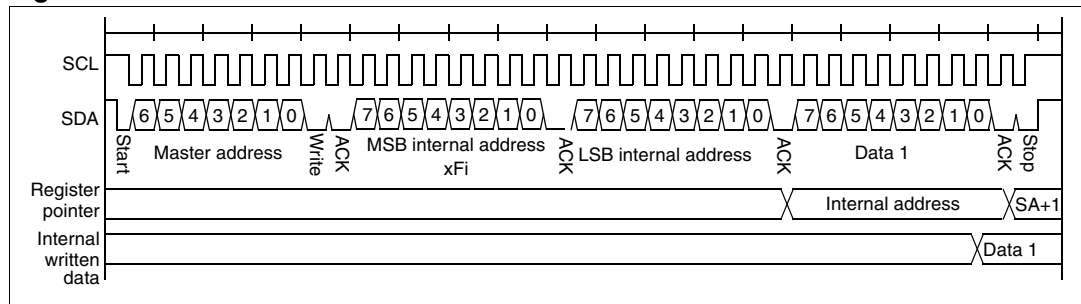 SCL
SDA
6 5 4 3 2 1 0 7 6 5 4 3 2 1 0 7 6 5 4 3 2 1 0 7 6 5 4 3 2 1 0
Start
Master address
Write
ACK
MSB internal address
xFi
ACK
LSB internal address
ACK
Data 1
ACK
Stop
Register
pointer
Internal address
SA+1
Internal
written
data
Data 1